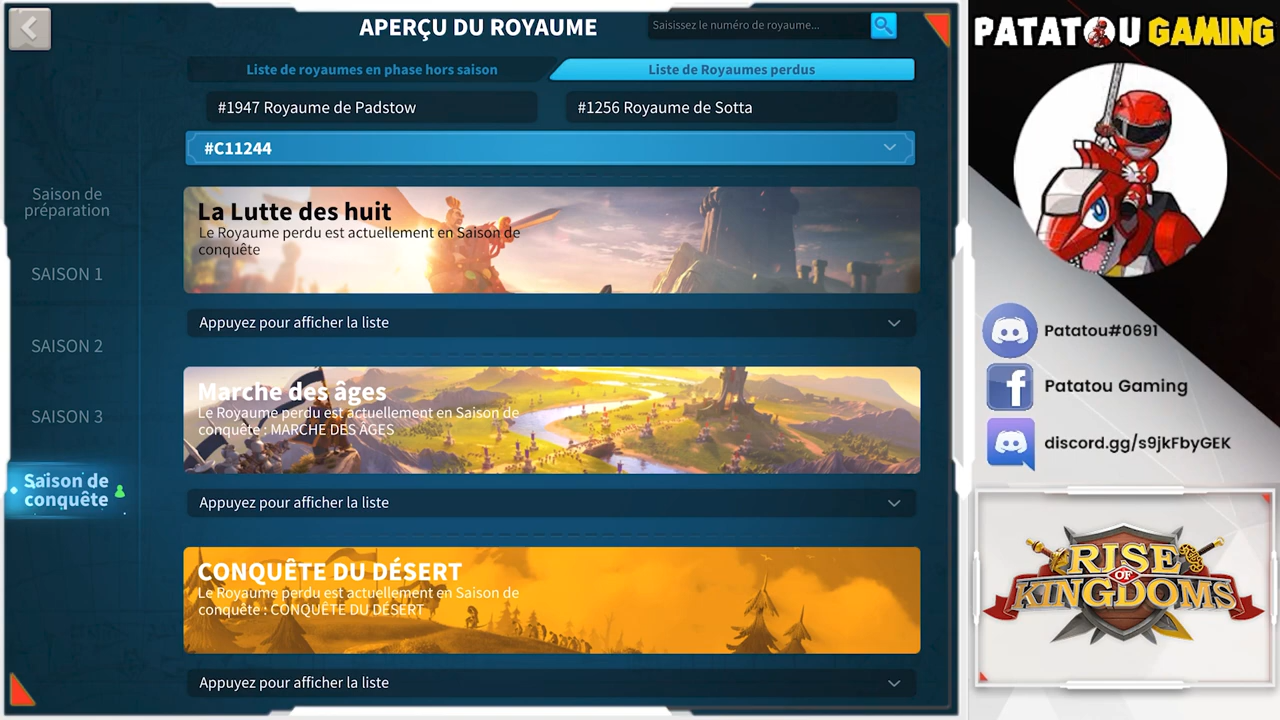 APERÇU DU ROYAUME
Saisissez le numéro de royaume...
Liste de royaumes en phase hors saison
Liste de Royaumes perdus
#1947 Royaume de Padstow
#1256 Royaume de Sotta
#C11244
Saison de
préparation
SAISON 1
SAISON 2
SAISON 3
Saison de
conquête
La Lutte des huit
Le Royaume perdu est actuellement en Saison de
conquête
Appuyez pour afficher la liste
Marche des âges
Le Royaume perdu est actuellement en Saison de
conquête : MARCHE DES ÂGES
Appuyez pour afficher la liste
CONQUÊTE DU DÉSERT
Le Royaume perdu est actuellement en Saison de
conquête : CONQUÊTE DU DÉSERT
Appuyez pour afficher la liste
PATATOU GAMING
Patatou#0691
Patatou Gaming
discord.gg/s9jkFbyGEK
RISE
OF
KINGDOMS